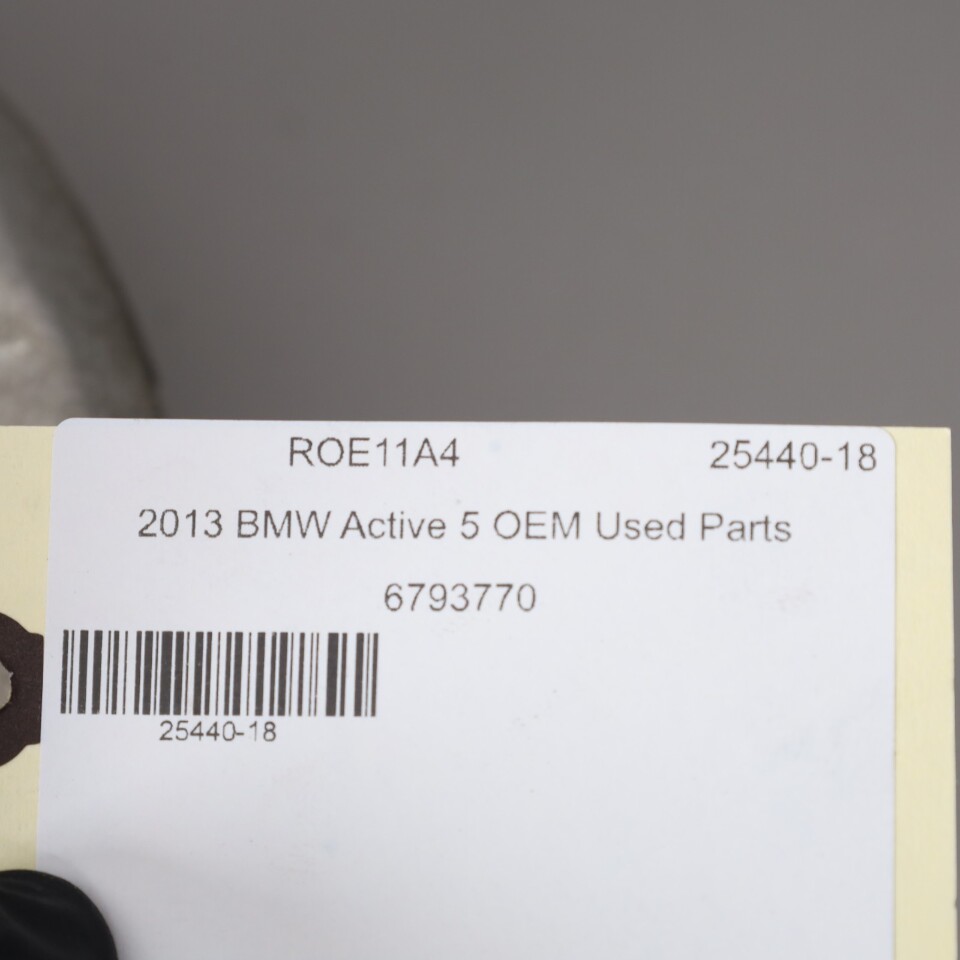 ROE11A4 25440-18
2013 BMW Active 5 OEM Used Parts
6793770
25440-18